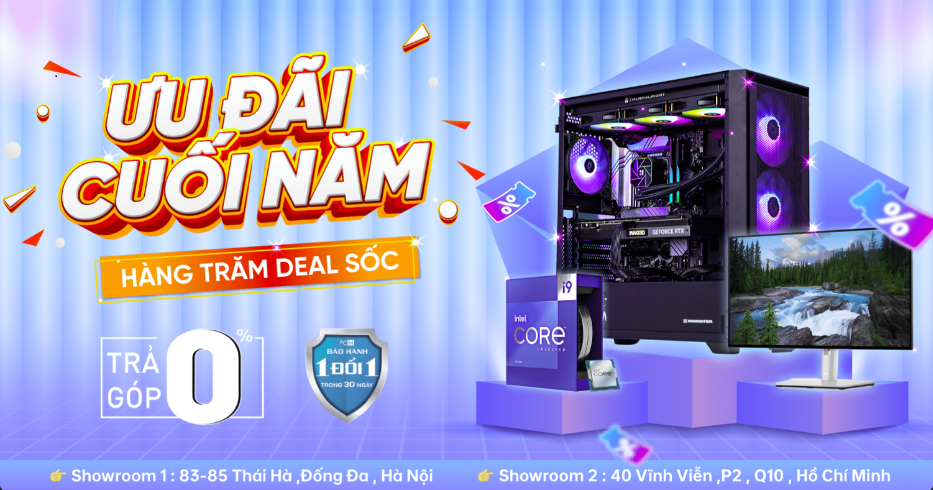 ƯU ĐÃI
CUỐI NĂM
HÀNG TRĂM DEAL SỐC
TRẢ GÓP 0%
BẢO HÀNH
1 ĐỔI 1
TRONG 30 NGÀY
GEFORCE RTX
XIGMATEK
i9
intel
CORE
UNLOCKED
👉 Showroom 1 : 83-85 Thái Hà ,Đống Đa , Hà Nội
👉 Showroom 2 : 40 Vĩnh Viễn ,P2 , Q10 , Hồ Chí Minh